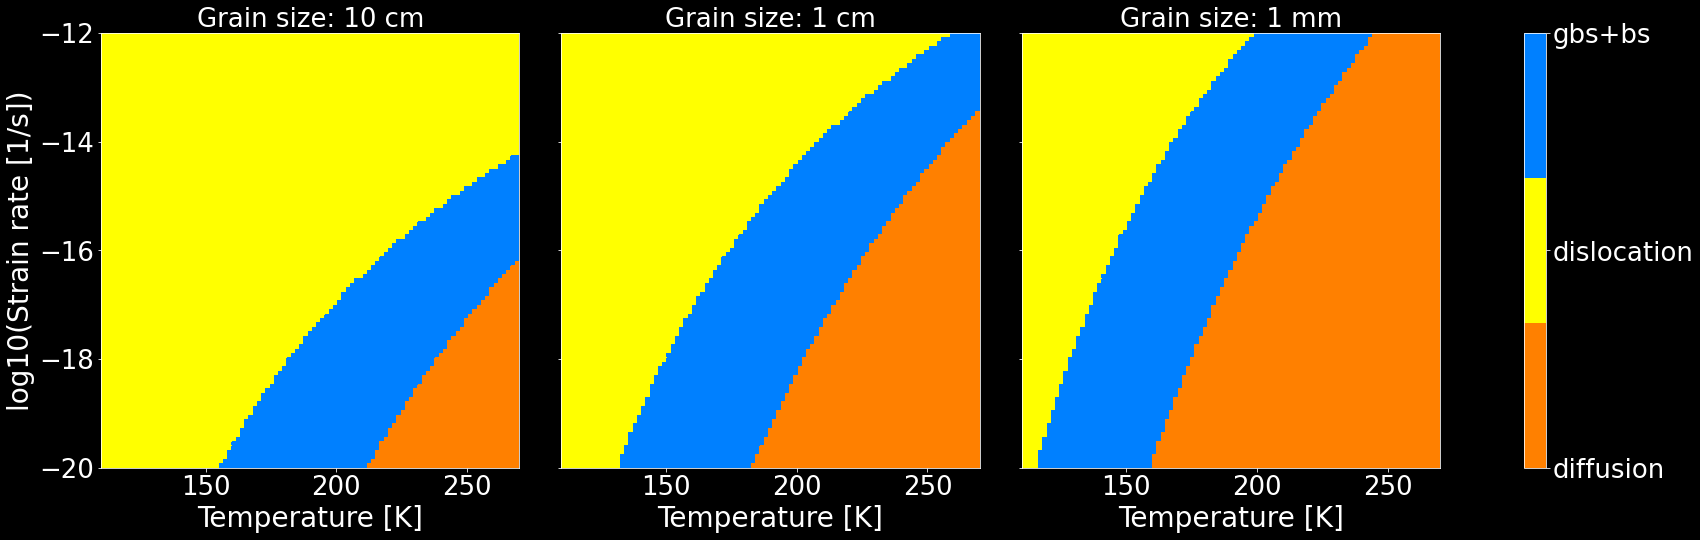 Grain size: 10 cm
Grain size: 1 cm
Grain size: 1 mm
log10(Strain rate [1/s])
−12
−14
−16
−18
−20
150 200 250
150 200 250
150 200 250
Temperature [K]
Temperature [K]
Temperature [K]
gbs+bs
dislocation
diffusion